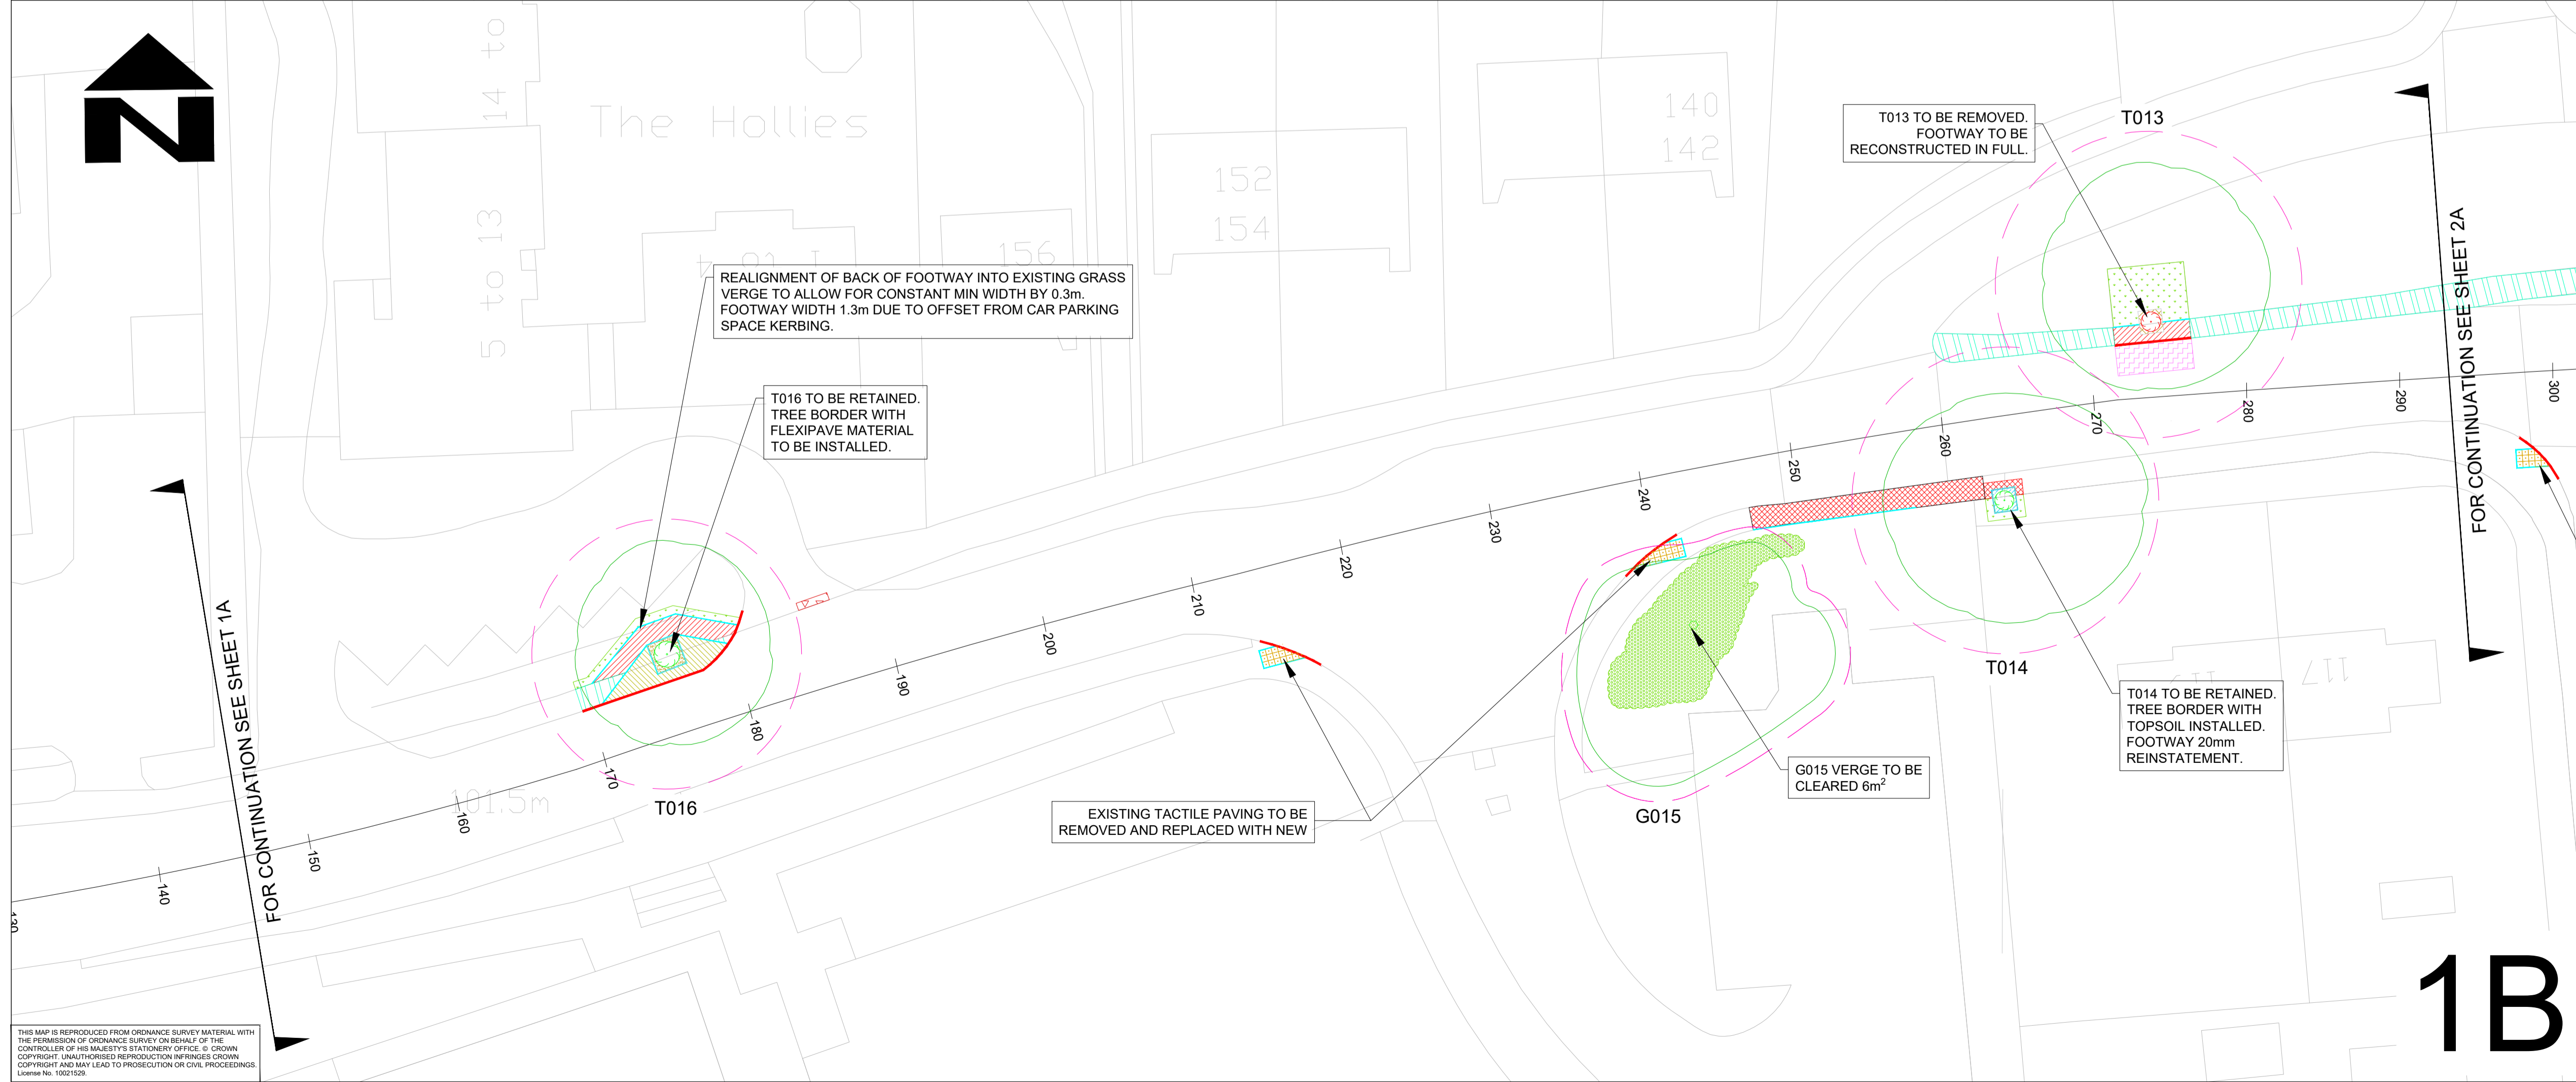 N
The Hollies
14 to
5 to 13
1 to 4
156
152
154
140
142
T013 TO BE REMOVED.
FOOTWAY TO BE
RECONSTRUCTED IN FULL.
T013
REALIGNMENT OF BACK OF FOOTWAY INTO EXISTING GRASS
VERGE TO ALLOW FOR CONSTANT MIN WIDTH BY 0.3m.
FOOTWAY WIDTH 1.3m DUE TO OFFSET FROM CAR PARKING
SPACE KERBING.
T016 TO BE RETAINED.
TREE BORDER WITH
FLEXIPAVE MATERIAL
TO BE INSTALLED.
FOR CONTINUATION SEE SHEET 1A
FOR CONTINUATION SEE SHEET 2A
130
140
150
160
170
180
190
200
210
220
230
240
250
260
270
280
290
300
101.5m
T016
EXISTING TACTILE PAVING TO BE
REMOVED AND REPLACED WITH NEW
G015
G015 VERGE TO BE
CLEARED 6m²
T014
117
T014 TO BE RETAINED.
TREE BORDER WITH
TOPSOIL INSTALLED.
FOOTWAY 20mm
REINSTATEMENT.
1B
THIS MAP IS REPRODUCED FROM ORDNANCE SURVEY MATERIAL WITH
THE PERMISSION OF ORDNANCE SURVEY ON BEHALF OF THE
CONTROLLER OF HIS MAJESTY'S STATIONERY OFFICE. © CROWN
COPYRIGHT. UNAUTHORISED REPRODUCTION INFRINGES CROWN
COPYRIGHT AND MAY LEAD TO PROSECUTION OR CIVIL PROCEEDINGS.
License No. 10021529.